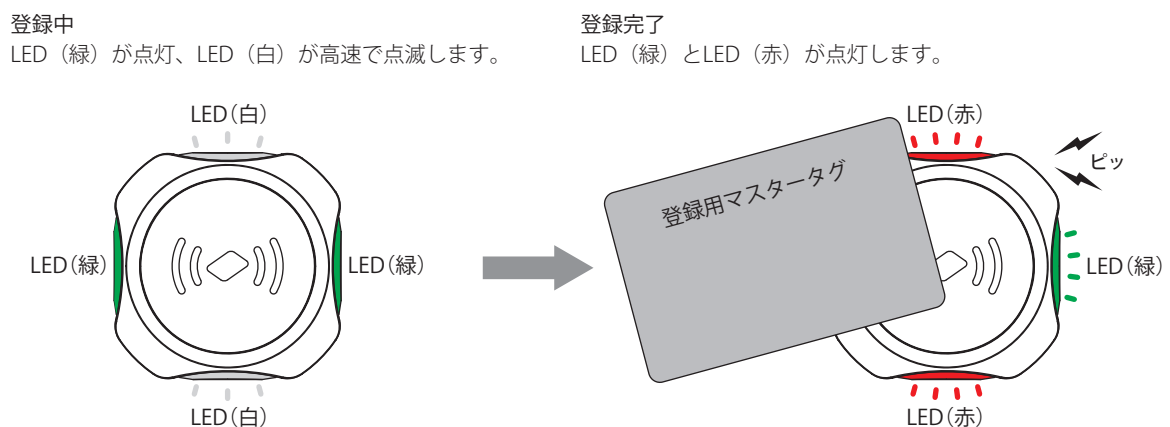 登録中
LED（緑）が点灯、LED（白）が高速で点滅します。
LED（白）
LED（緑）
LED（緑）
LED（白）
登録完了
LED（緑）とLED（赤）が点灯します。
LED（赤）
ピッ
登録用マスタータグ
LED（緑）
LED（赤）